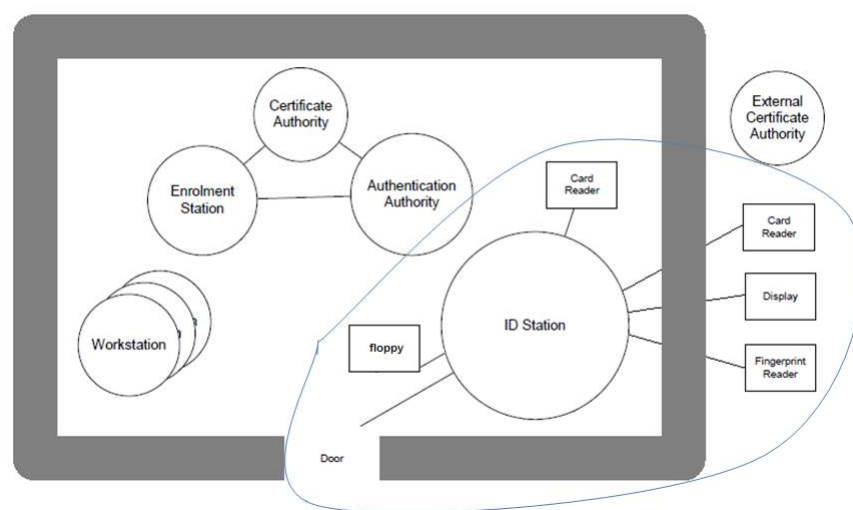 Certificate
Authority
External
Certificate
Authority
Enrolment
Station
Authentication
Authority
Card
Reader
Card
Reader
Display
ID Station
Workstation
floppy
Fingerprint
Reader
Door